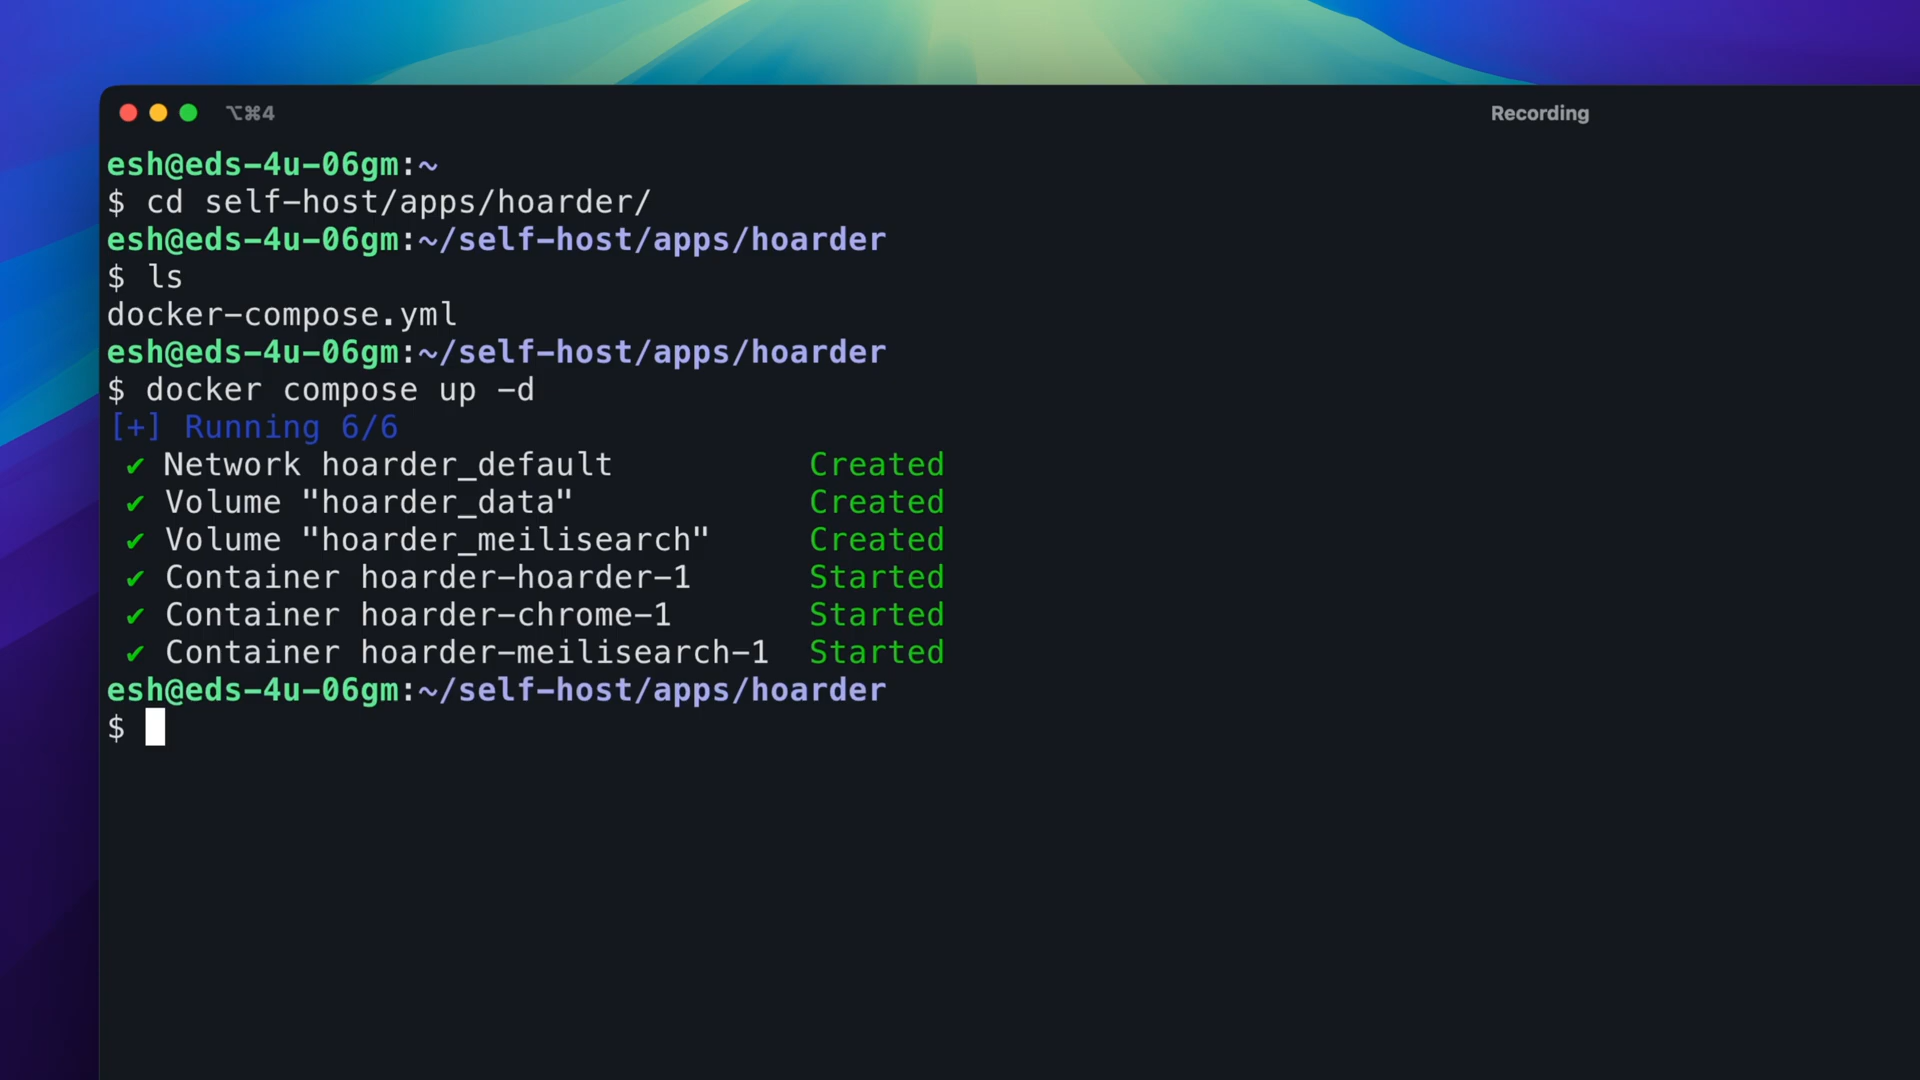 ⌥⌘4
Recording
esh@eds-4u-06gm:~
$ cd self-host/apps/hoarder/
esh@eds-4u-06gm:~/self-host/apps/hoarder
$ ls
docker-compose.yml
esh@eds-4u-06gm:~/self-host/apps/hoarder
$ docker compose up -d
[+] Running 6/6
✔ Network hoarder_default Created
✔ Volume "hoarder_data" Created
✔ Volume "hoarder_meilisearch" Created
✔ Container hoarder-hoarder-1 Started
✔ Container hoarder-chrome-1 Started
✔ Container hoarder-meilisearch-1 Started
esh@eds-4u-06gm:~/self-host/apps/hoarder
$